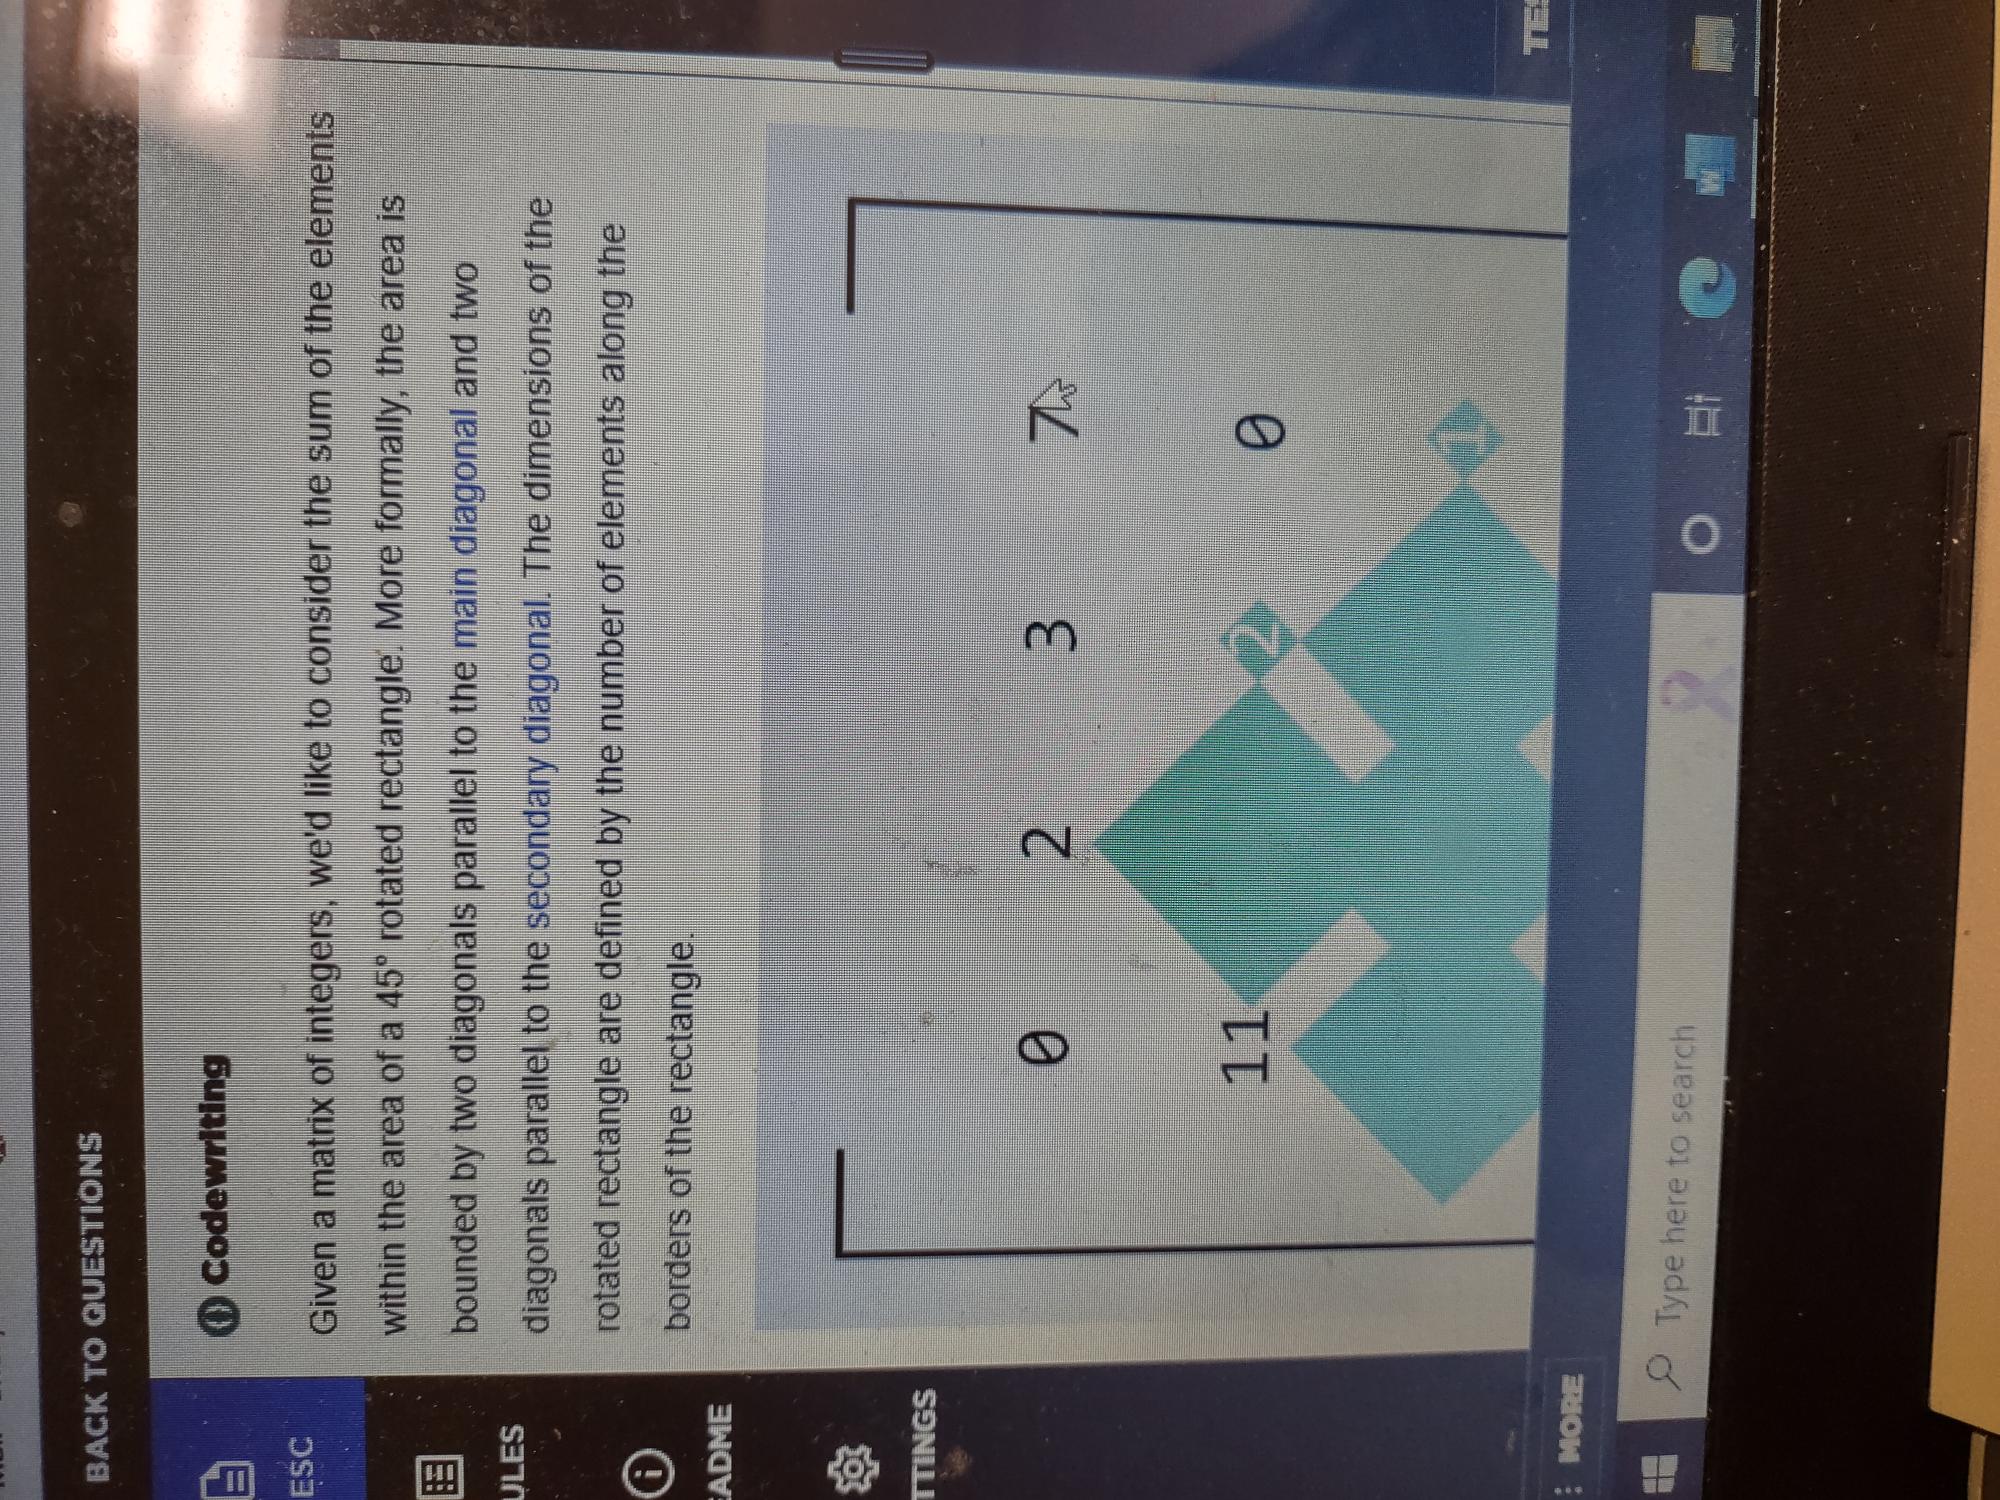 BACK TO QUESTIONS
Codewriting
ESC
Given a matrix of integers, we'd like to consider the sum of the elements
within the area of a 45° rotated rectangle. More formally, the area is
bounded by two diagonals parallel to the main diagonal and two
diagonals parallel to the secondary diagonal. The dimensions of the
rotated rectangle are defined by the number of elements along the
borders of the rectangle.
ULES
EADME
TTINGS
0 2 3 7
11 2 0
1
MORE
TES
Type here to search
W